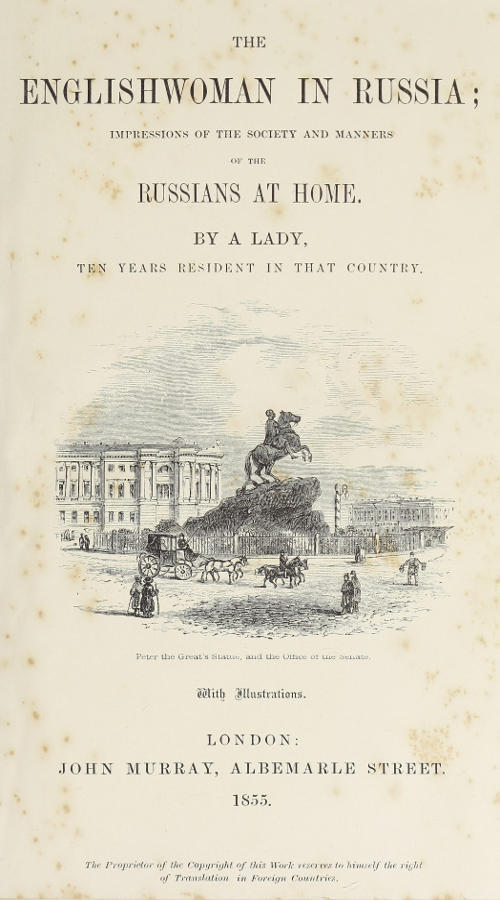 THE
ENGLISHWOMAN IN RUSSIA;
IMPRESSIONS OF THE SOCIETY AND MANNERS
OF THE
RUSSIANS AT HOME.
BY A LADY,
TEN YEARS RESIDENT IN THAT COUNTRY.
Peter the Great's Statue, and the Office of the Senate.
With Illustrations.
LONDON:
JOHN MURRAY, ALBEMARLE STREET.
1855.
The Proprietor of the Copyright of this Work reserves to himself the right
of Translation in Foreign Countries.